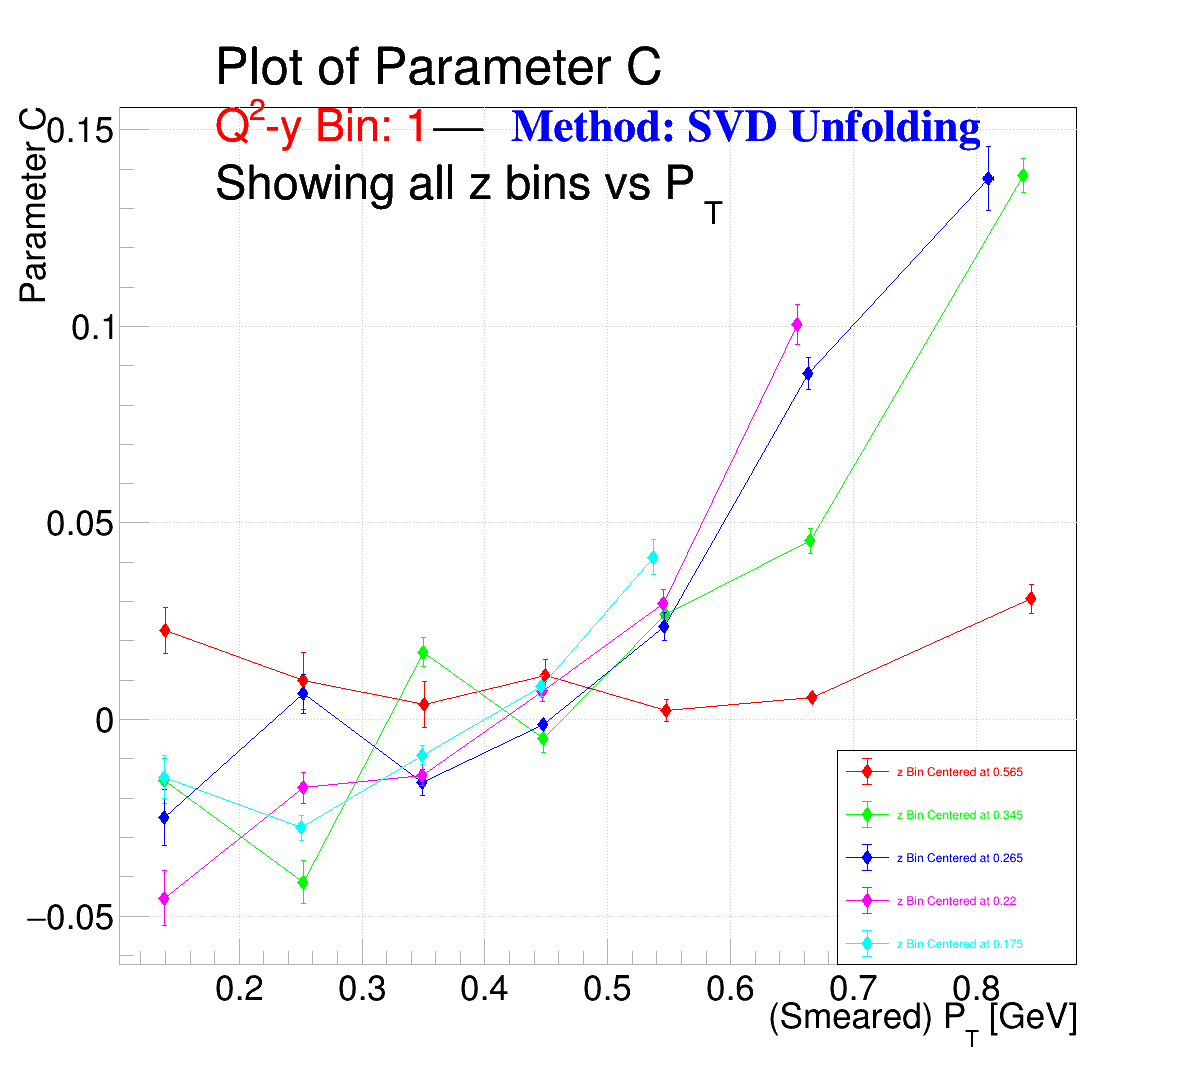 Plot of Parameter C
Q²-y Bin: 1 — Method: SVD Unfolding
Showing all z bins vs P_T
Parameter C
0.15
0.1
0.05
0
−0.05
z Bin Centered at 0.565
z Bin Centered at 0.345
z Bin Centered at 0.265
z Bin Centered at 0.22
z Bin Centered at 0.175
0.2 0.3 0.4 0.5 0.6 0.7 0.8
(Smeared) P_T [GeV]